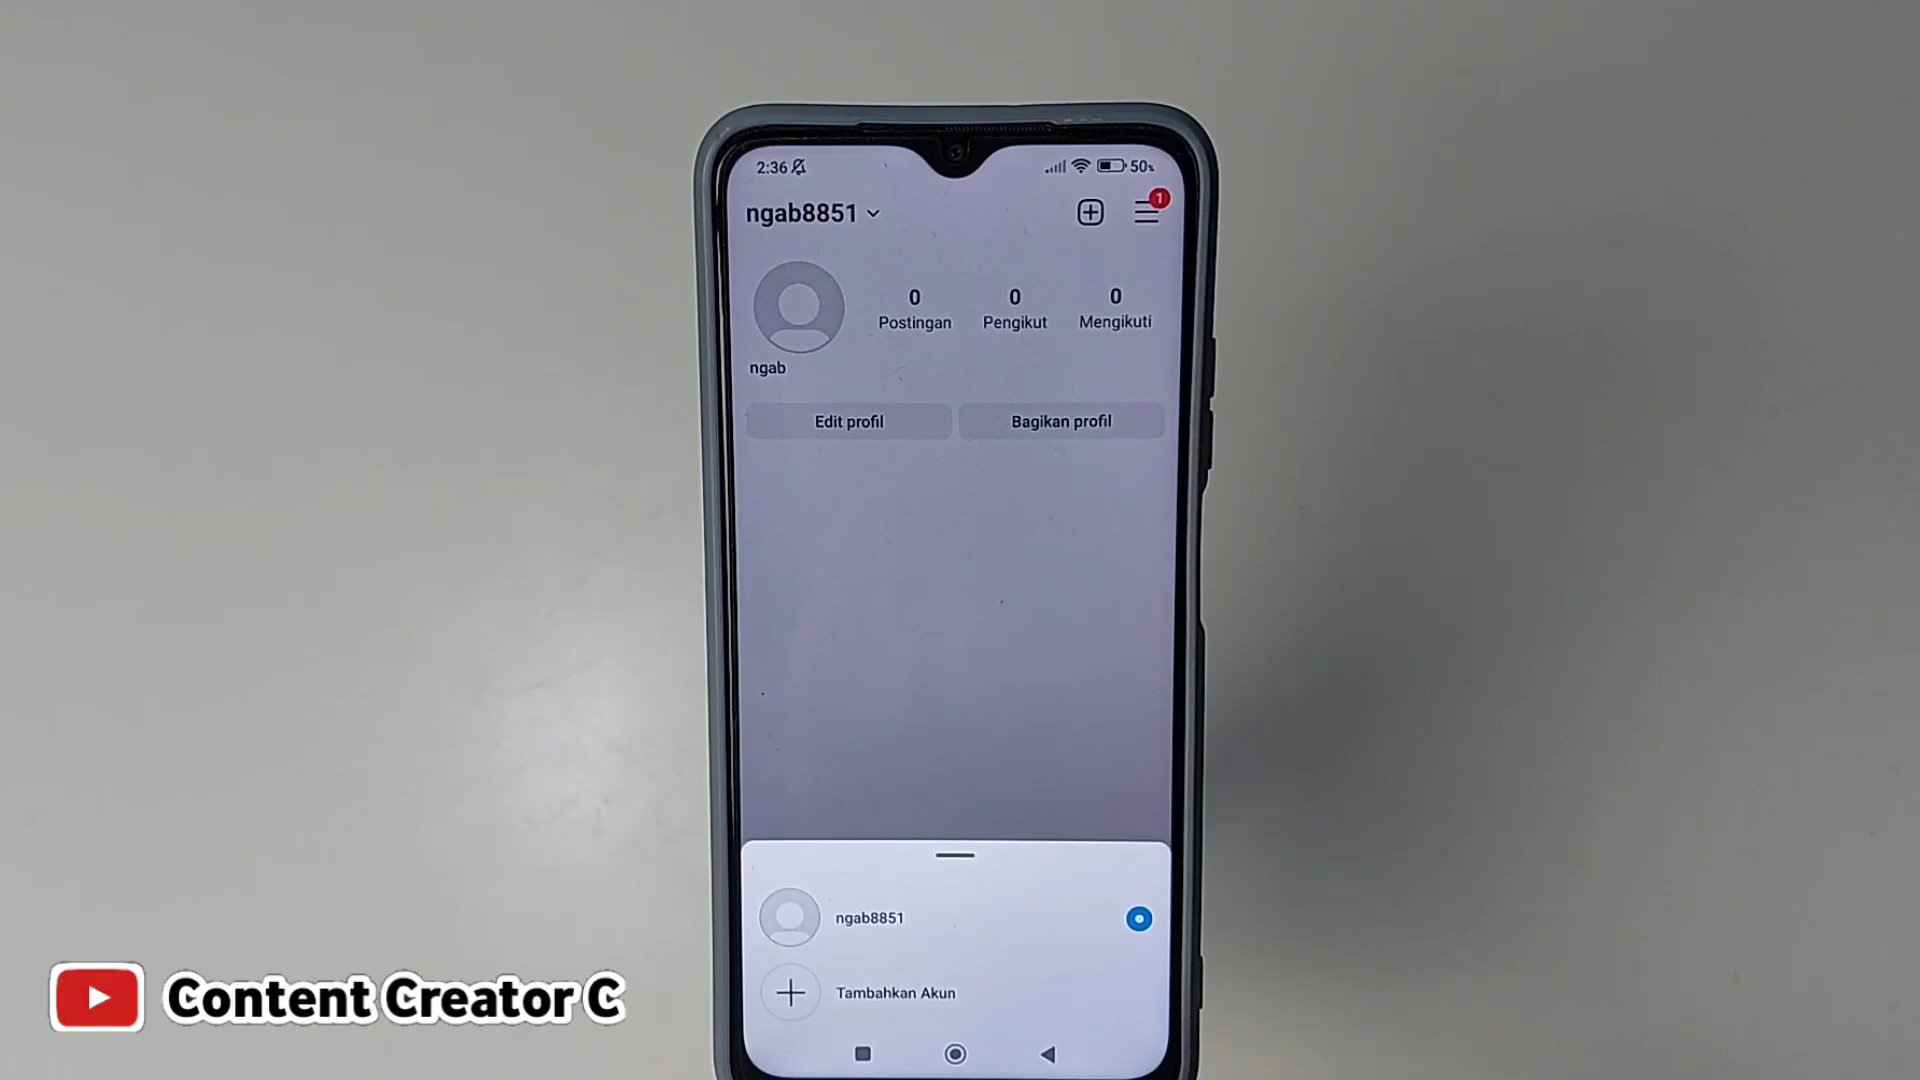 2:36 50%
ngab8851
1
0 0 0
Postingan Pengikut Mengikuti
ngab
Edit profil Bagikan profil
ngab8851
Tambahkan Akun
Content Creator C